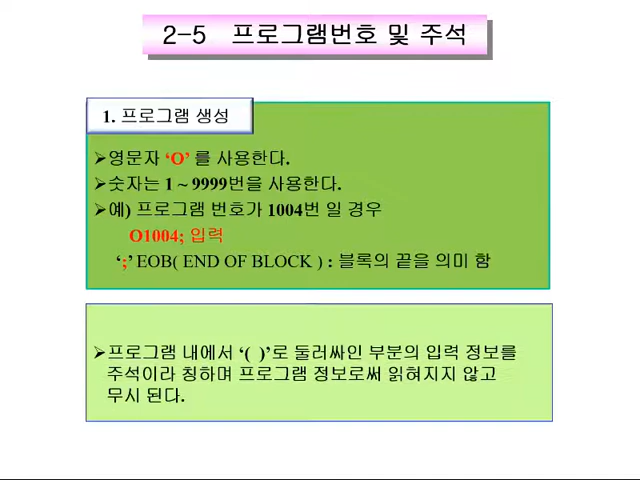 2-5 프로그램번호 및 주석
1. 프로그램 생성
➢영문자 ‘O’ 를 사용한다.
➢숫자는 1 ~ 9999번을 사용한다.
➢예) 프로그램 번호가 1004번 일 경우
O1004; 입력
‘;’ EOB( END OF BLOCK ) : 블록의 끝을 의미 함
➢프로그램 내에서 ‘( )’로 둘러싸인 부분의 입력 정보를
주석이라 칭하며 프로그램 정보로써 읽혀지지 않고
무시 된다.